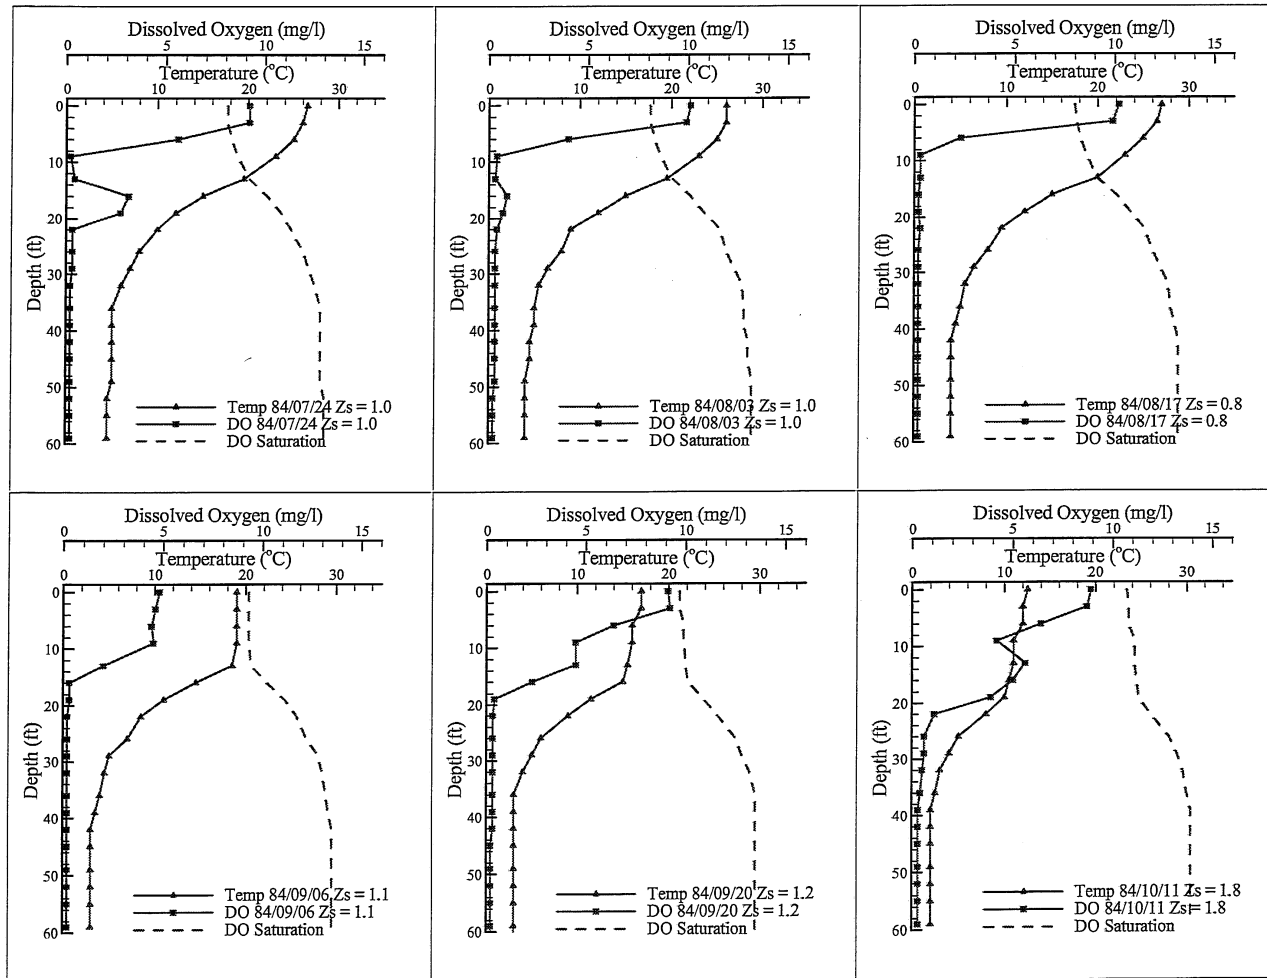 Dissolved Oxygen (mg/l)
0 5 10 15
Temperature (°C)
0 10 20 30
0
10
20
30
40
50
60
Depth (ft)
Temp 84/07/24 Zs = 1.0
DO 84/07/24 Zs = 1.0
DO Saturation
Dissolved Oxygen (mg/l)
0 5 10 15
Temperature (°C)
0 10 20 30
0
10
20
30
40
50
60
Depth (ft)
Temp 84/08/03 Zs = 1.0
DO 84/08/03 Zs = 1.0
DO Saturation
Dissolved Oxygen (mg/l)
0 5 10 15
Temperature (°C)
0 10 20 30
0
10
20
30
40
50
60
Depth (ft)
Temp 84/08/17 Zs = 0.8
DO 84/08/17 Zs = 0.8
DO Saturation
Dissolved Oxygen (mg/l)
0 5 10 15
Temperature (°C)
0 10 20 30
0
10
20
30
40
50
60
Depth (ft)
Temp 84/09/06 Zs = 1.1
DO 84/09/06 Zs = 1.1
DO Saturation
Dissolved Oxygen (mg/l)
0 5 10 15
Temperature (°C)
0 10 20 30
0
10
20
30
40
50
60
Depth (ft)
Temp 84/09/20 Zs = 1.2
DO 84/09/20 Zs = 1.2
DO Saturation
Dissolved Oxygen (mg/l)
0 5 10 15
Temperature (°C)
0 10 20 30
0
10
20
30
40
50
60
Depth (ft)
Temp 84/10/11 Zs = 1.8
DO 84/10/11 Zs = 1.8
DO Saturation